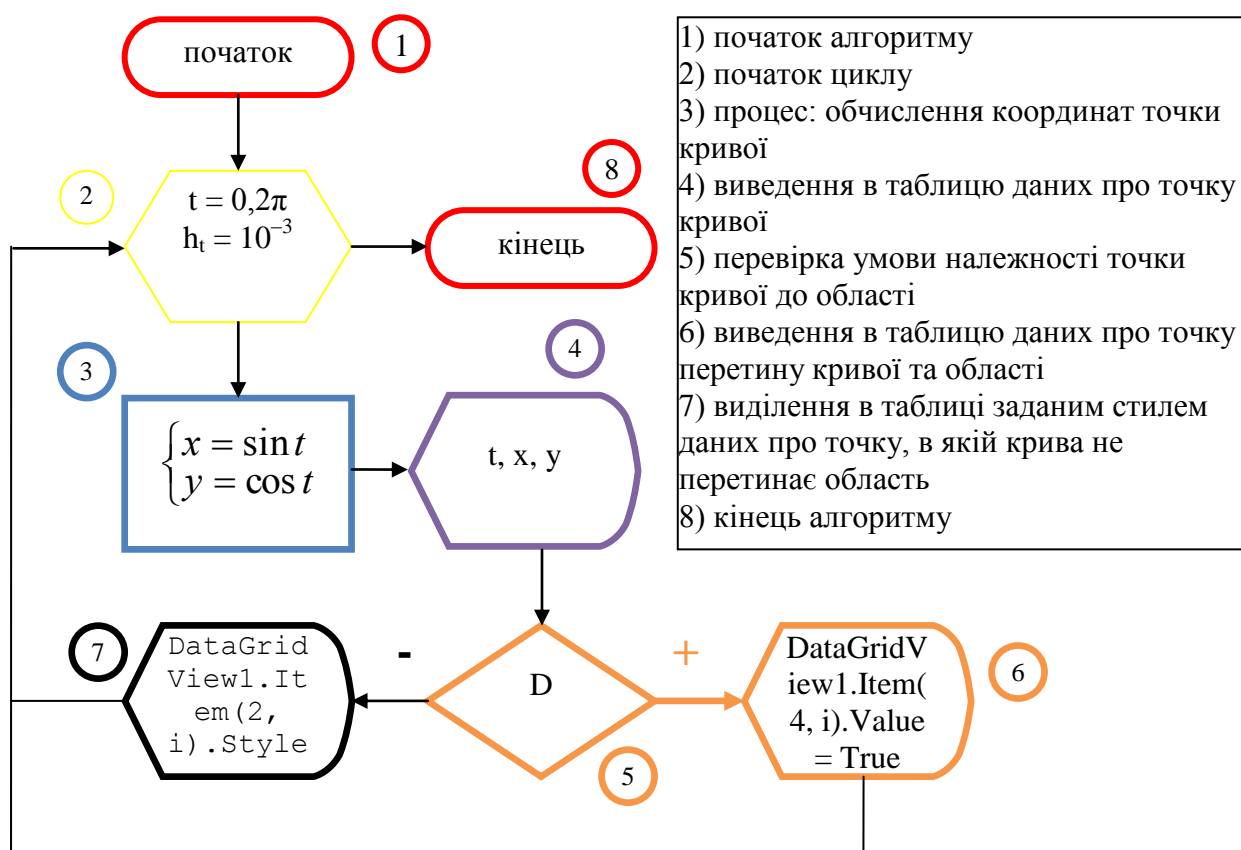 початок
1
1) початок алгоритму
2) початок циклу
3) процес: обчислення координат точки
кривої
4) виведення в таблицю даних про точку
кривої
5) перевірка умови належності точки
кривої до області
6) виведення в таблицю даних про точку
перетину кривої та області
7) виділення в таблиці заданим стилем
даних про точку, в якій крива не
перетинає область
8) кінець алгоритму
2
t = 0,2π
hₜ = 10⁻³
8
кінець
3
x = sin t
y = cos t
4
t, x, y
7
DataGrid
View1.It
em(2,
i).Style
-
D
+
5
DataGridV
iew1.Item(
4, i).Value
= True
6